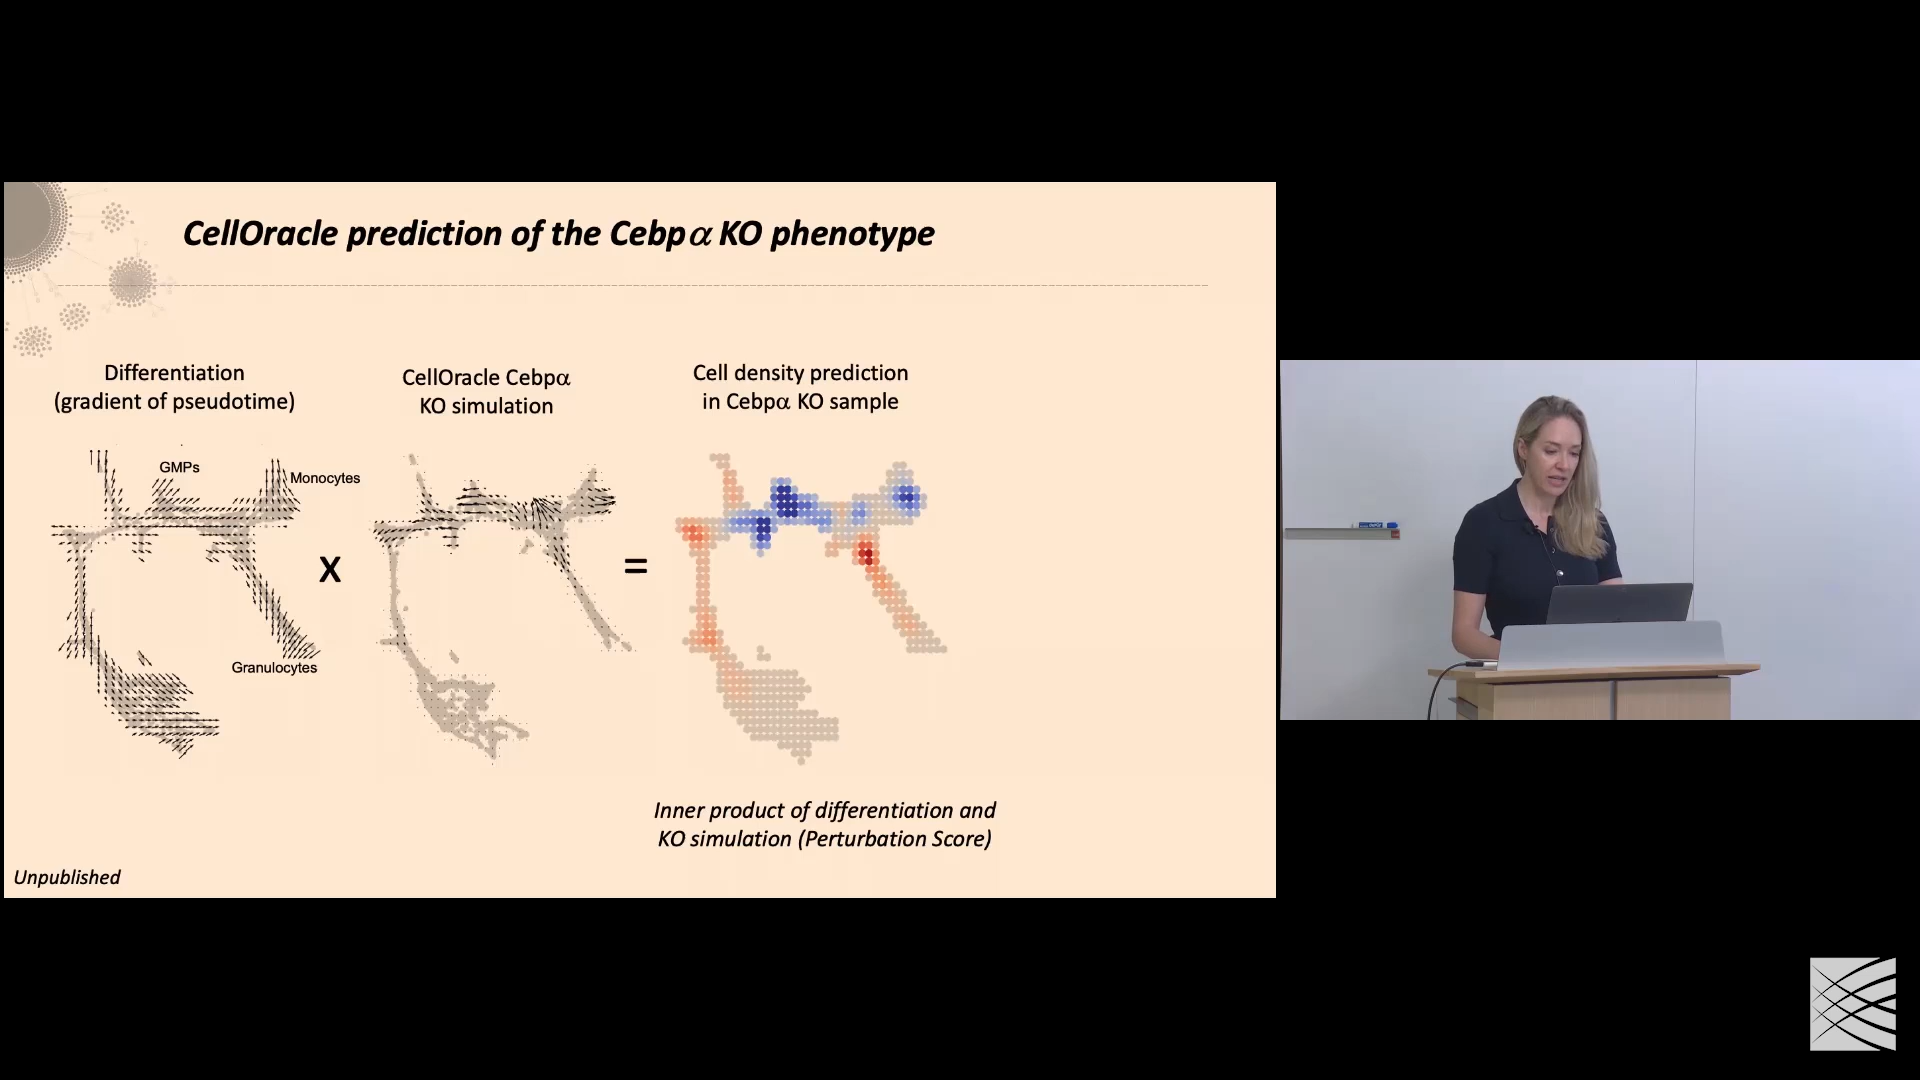 CellOracle prediction of the Cebpα KO phenotype
Differentiation
(gradient of pseudotime)
CellOracle Cebpα
KO simulation
Cell density prediction
in Cebpα KO sample
GMPs
Monocytes
X
=
Granulocytes
Inner product of differentiation and
KO simulation (Perturbation Score)
Unpublished